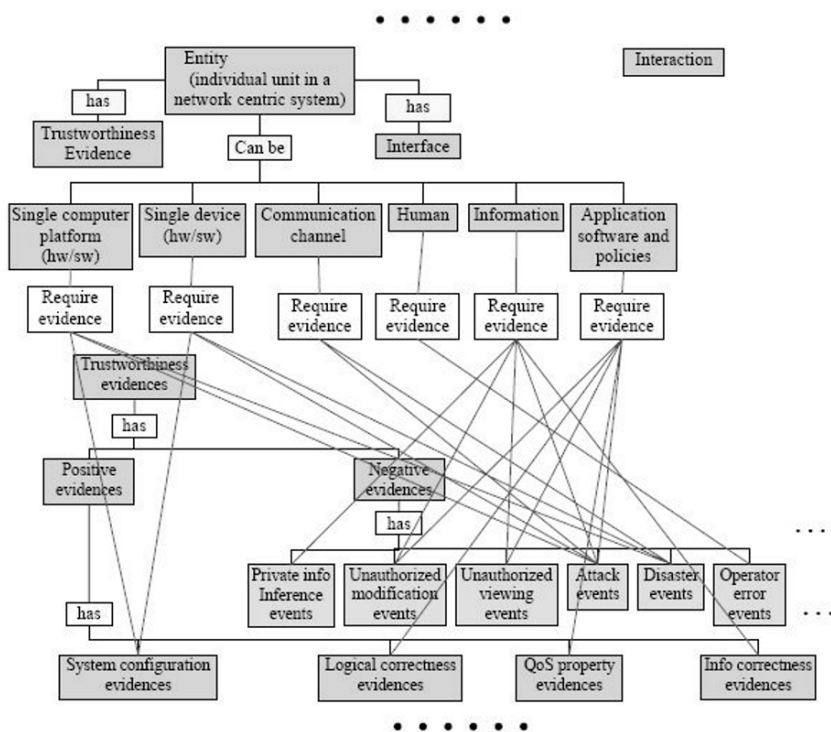 Entity
(individual unit in a
network centric system)
Interaction
has
has
Trustworthiness
Evidence
Can be
Interface
Single computer
platform
(hw/sw)
Single device
(hw/sw)
Communication
channel
Human
Information
Application
software and
policies
Require
evidence
Require
evidence
Require
evidence
Require
evidence
Require
evidence
Require
evidence
Trustworthiness
evidences
has
Positive
evidences
Negative
evidences
has
Private info
Inference
events
Unauthorized
modification
events
Unauthorized
viewing
events
Attack
events
Disaster
events
Operator
error
events
has
System configuration
evidences
Logical correctness
evidences
QoS property
evidences
Info correctness
evidences